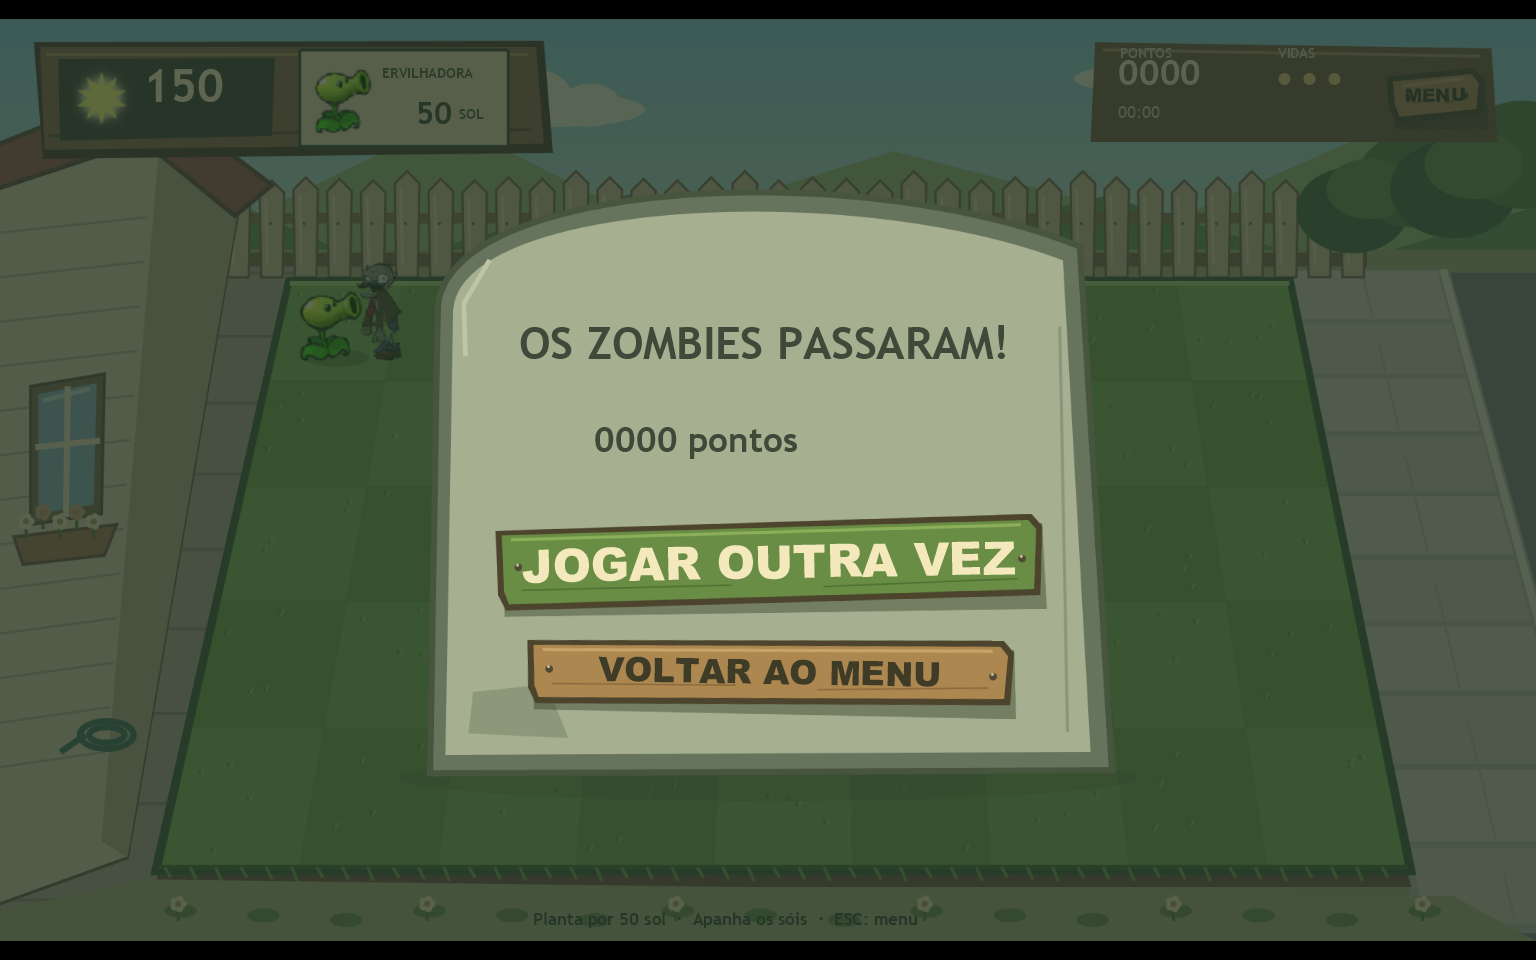 150
ERVILHADORA
50 SOL
PONTOS
0000
VIDAS
00:00
MENU
OS ZOMBIES PASSARAM!
0000 pontos
JOGAR OUTRA VEZ
VOLTAR AO MENU
Planta por 50 sol · Apanha os sóis · ESC: menu